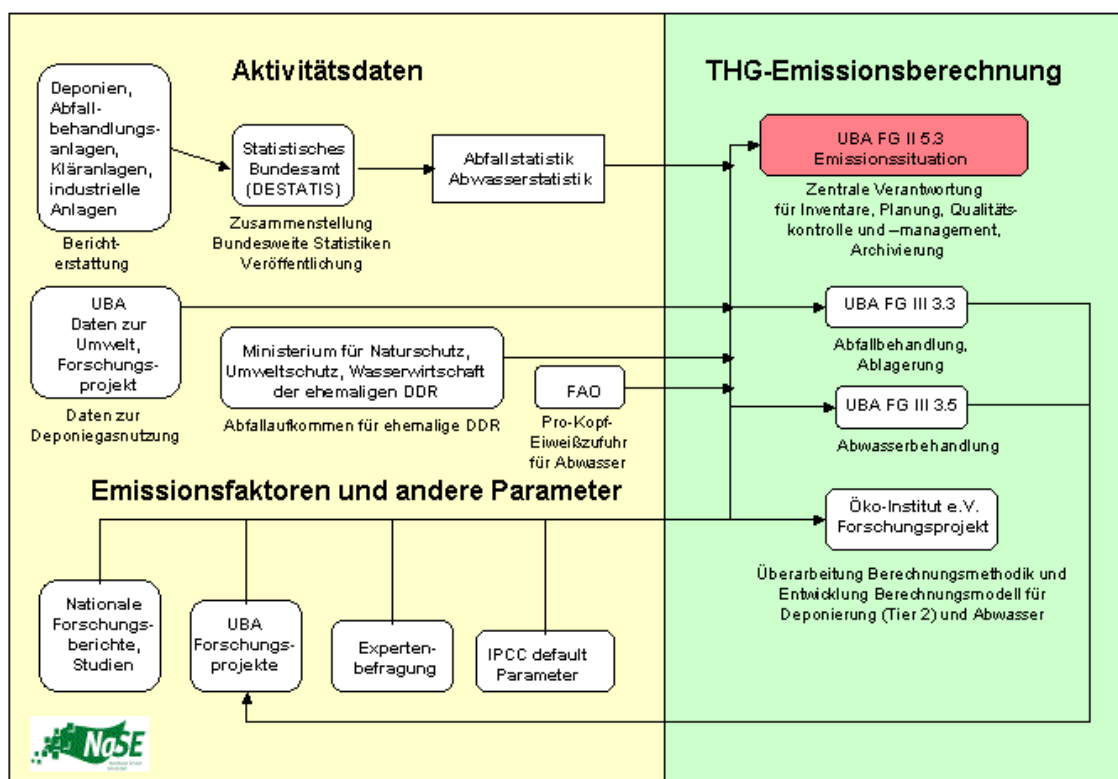 Aktivitätsdaten
THG-Emissionsberechnung
Deponien,
Abfall-
behandlungs-
anlagen,
Kläranlagen,
industrielle
Anlagen
Bericht-
erstattung
Statistisches
Bundesamt
(DESTATIS)
Zusammenstellung
Bundesweite Statistiken
Veröffentlichung
Abfallstatistik
Abwasserstatistik
UBA FG II 5.3
Emissionssituation
Zentrale Verantwortung
für Inventare, Planung, Qualitäts-
kontrolle und –management,
Archivierung
UBA
Daten zur
Umwelt,
Forschungs-
projekt
Daten zur
Deponiegasnutzung
Ministerium für Naturschutz,
Umweltschutz, Wasserwirtschaft
der ehemaligen DDR
Abfallaufkommen für ehemalige DDR
FAO
Pro-Kopf-
Eiweißzufuhr
für Abwasser
UBA FG III 3.3
Abfallbehandlung,
Ablagerung
UBA FG III 3.5
Abwasserbehandlung
Emissionsfaktoren und andere Parameter
Öko-Institut e.V.
Forschungsprojekt
Überarbeitung Berechnungsmethodik und
Entwicklung Berechnungsmodell für
Deponierung (Tier 2) und Abwasser
Nationale
Forschungs-
berichte,
Studien
UBA
Forschungs-
projekte
Experten-
befragung
IPCC default
Parameter
NaSE